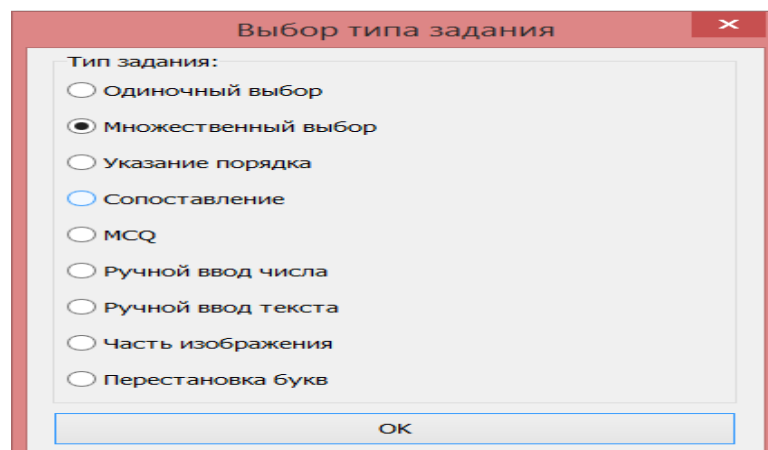 Выбор типа задания
Тип задания:
Одиночный выбор
Множественный выбор
Указание порядка
Сопоставление
MCQ
Ручной ввод числа
Ручной ввод текста
Часть изображения
Перестановка букв
OK